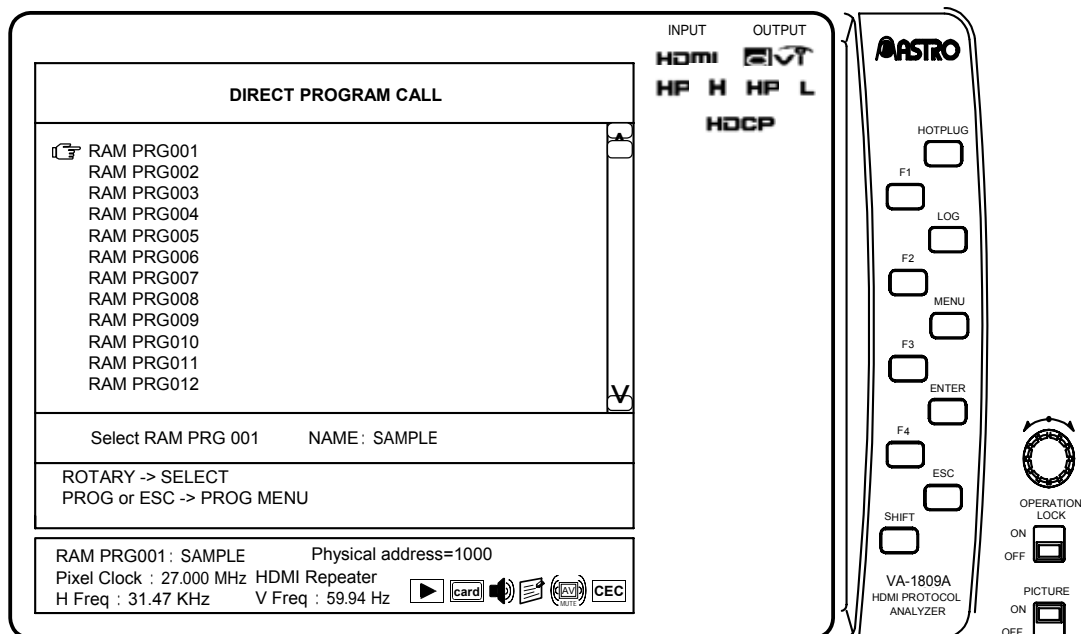 INPUT OUTPUT
HDMI DVI
HP H HP L
HDCP
DIRECT PROGRAM CALL
RAM PRG001
RAM PRG002
RAM PRG003
RAM PRG004
RAM PRG005
RAM PRG006
RAM PRG007
RAM PRG008
RAM PRG009
RAM PRG010
RAM PRG011
RAM PRG012
Select RAM PRG 001 NAME: SAMPLE
ROTARY -> SELECT
PROG or ESC -> PROG MENU
RAM PRG001: SAMPLE Physical address=1000
Pixel Clock : 27.000 MHz HDMI Repeater
H Freq : 31.47 KHz V Freq : 59.94 Hz
card
AV
MUTE
CEC
ASTRO
HOTPLUG
F1
LOG
F2
MENU
F3
ENTER
F4
ESC
SHIFT
VA-1809A
HDMI PROTOCOL
ANALYZER
OPERATION
LOCK
ON
OFF
PICTURE
ON
OFF